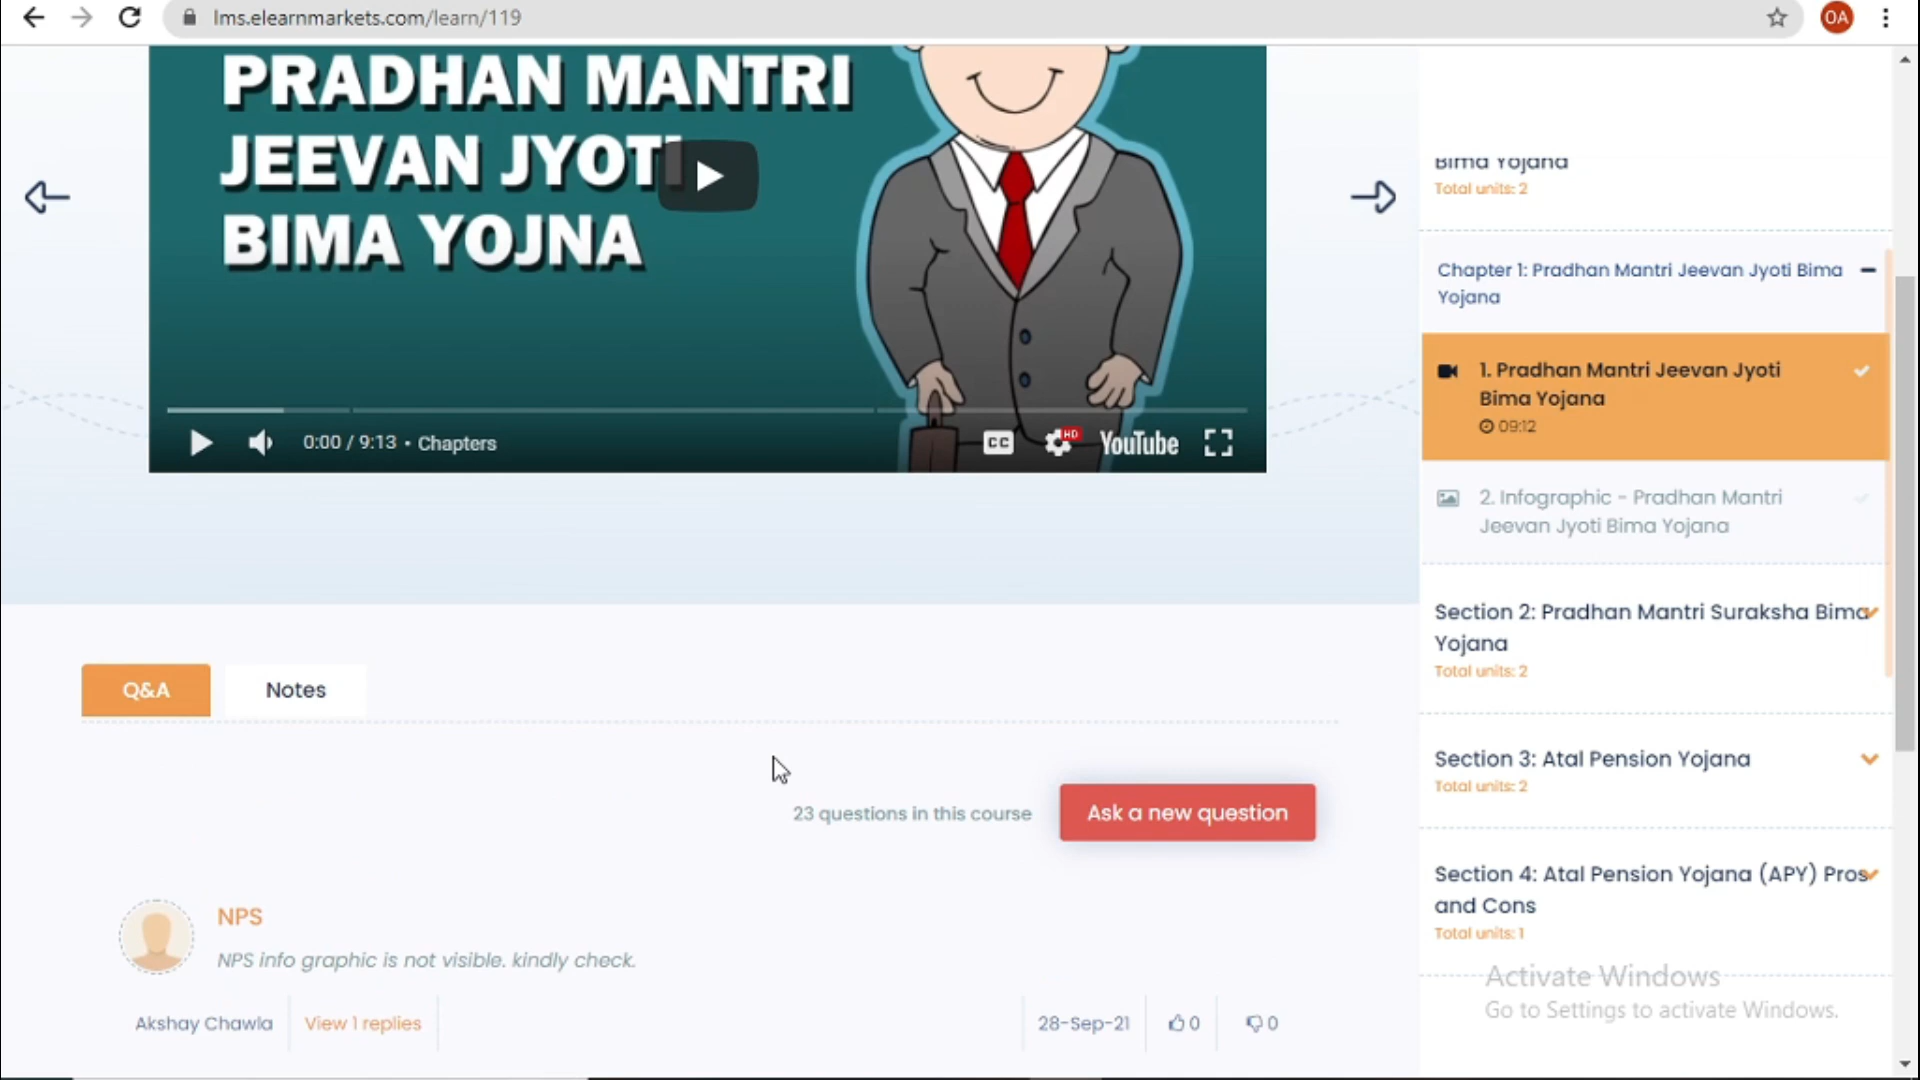 lms.elearnmarkets.com/learn/119
OA
PRADHAN MANTRI
JEEVAN JYOTI
BIMA YOJNA
0:00 / 9:13 • Chapters
CC
HD
YouTube
Bima Yojana
Total units: 2
Chapter 1: Pradhan Mantri Jeevan Jyoti Bima
Yojana
1. Pradhan Mantri Jeevan Jyoti
Bima Yojana
09:12
2. Infographic - Pradhan Mantri
Jeevan Jyoti Bima Yojana
Section 2: Pradhan Mantri Suraksha Bima
Yojana
Total units: 2
Section 3: Atal Pension Yojana
Total units: 2
Section 4: Atal Pension Yojana (APY) Pros
and Cons
Total units: 1
Q&A
Notes
23 questions in this course
Ask a new question
NPS
NPS info graphic is not visible. kindly check.
Akshay Chawla
View 1 replies
28-Sep-21
0
0
Activate Windows
Go to Settings to activate Windows.